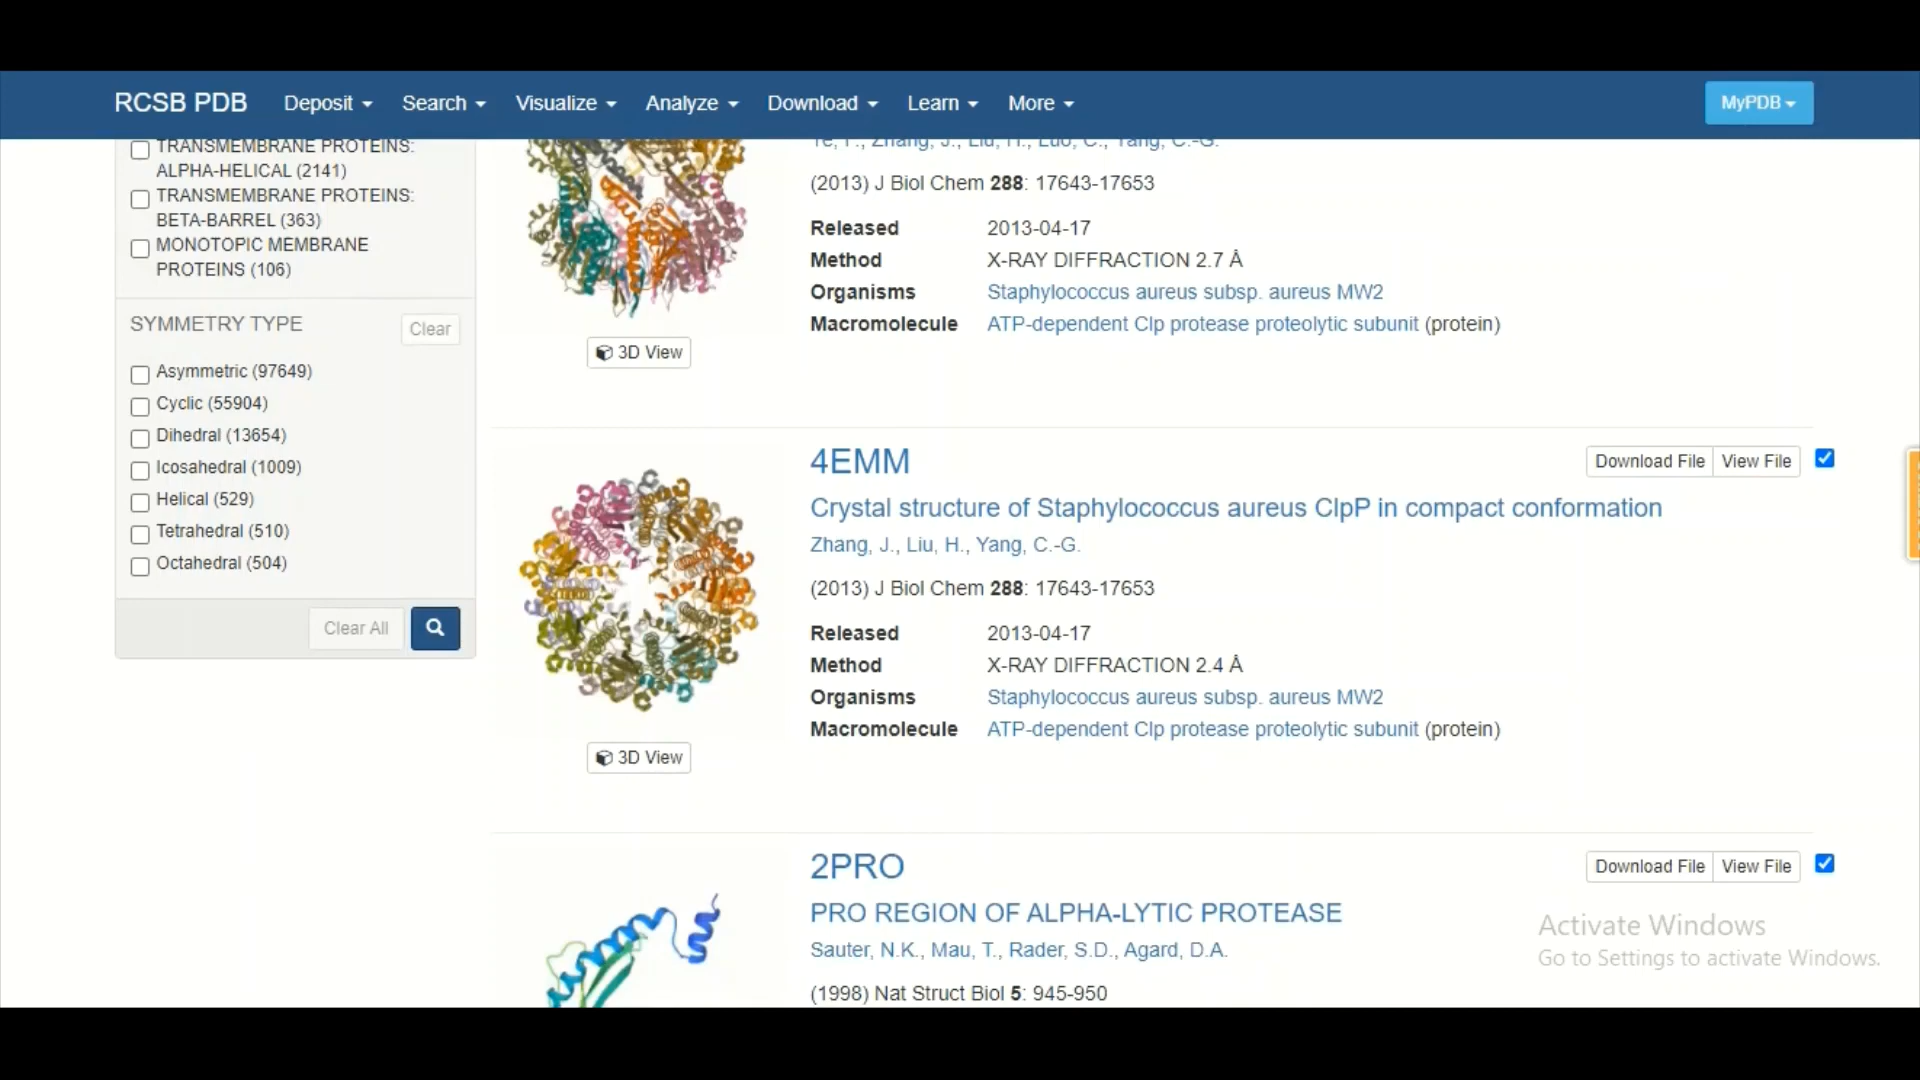 RCSB PDB Deposit Search Visualize Analyze Download Learn More MyPDB
TRANSMEMBRANE PROTEINS:
ALPHA-HELICAL (2141)
TRANSMEMBRANE PROTEINS:
BETA-BARREL (363)
MONOTOPIC MEMBRANE
PROTEINS (106)
SYMMETRY TYPE
Clear
Asymmetric (97649)
Cyclic (55904)
Dihedral (13654)
Icosahedral (1009)
Helical (529)
Tetrahedral (510)
Octahedral (504)
Clear All
Ye, F., Zhang, J., Liu, H., Luo, C., Yang, C.-G.
(2013) J Biol Chem 288: 17643-17653
Released 2013-04-17
Method X-RAY DIFFRACTION 2.7 Å
Organisms Staphylococcus aureus subsp. aureus MW2
Macromolecule ATP-dependent Clp protease proteolytic subunit (protein)
3D View
4EMM
Download File View File
Crystal structure of Staphylococcus aureus ClpP in compact conformation
Zhang, J., Liu, H., Yang, C.-G.
(2013) J Biol Chem 288: 17643-17653
Released 2013-04-17
Method X-RAY DIFFRACTION 2.4 Å
Organisms Staphylococcus aureus subsp. aureus MW2
Macromolecule ATP-dependent Clp protease proteolytic subunit (protein)
3D View
2PRO
Download File View File
PRO REGION OF ALPHA-LYTIC PROTEASE
Sauter, N.K., Mau, T., Rader, S.D., Agard, D.A.
(1998) Nat Struct Biol 5: 945-950
Activate Windows
Go to Settings to activate Windows.